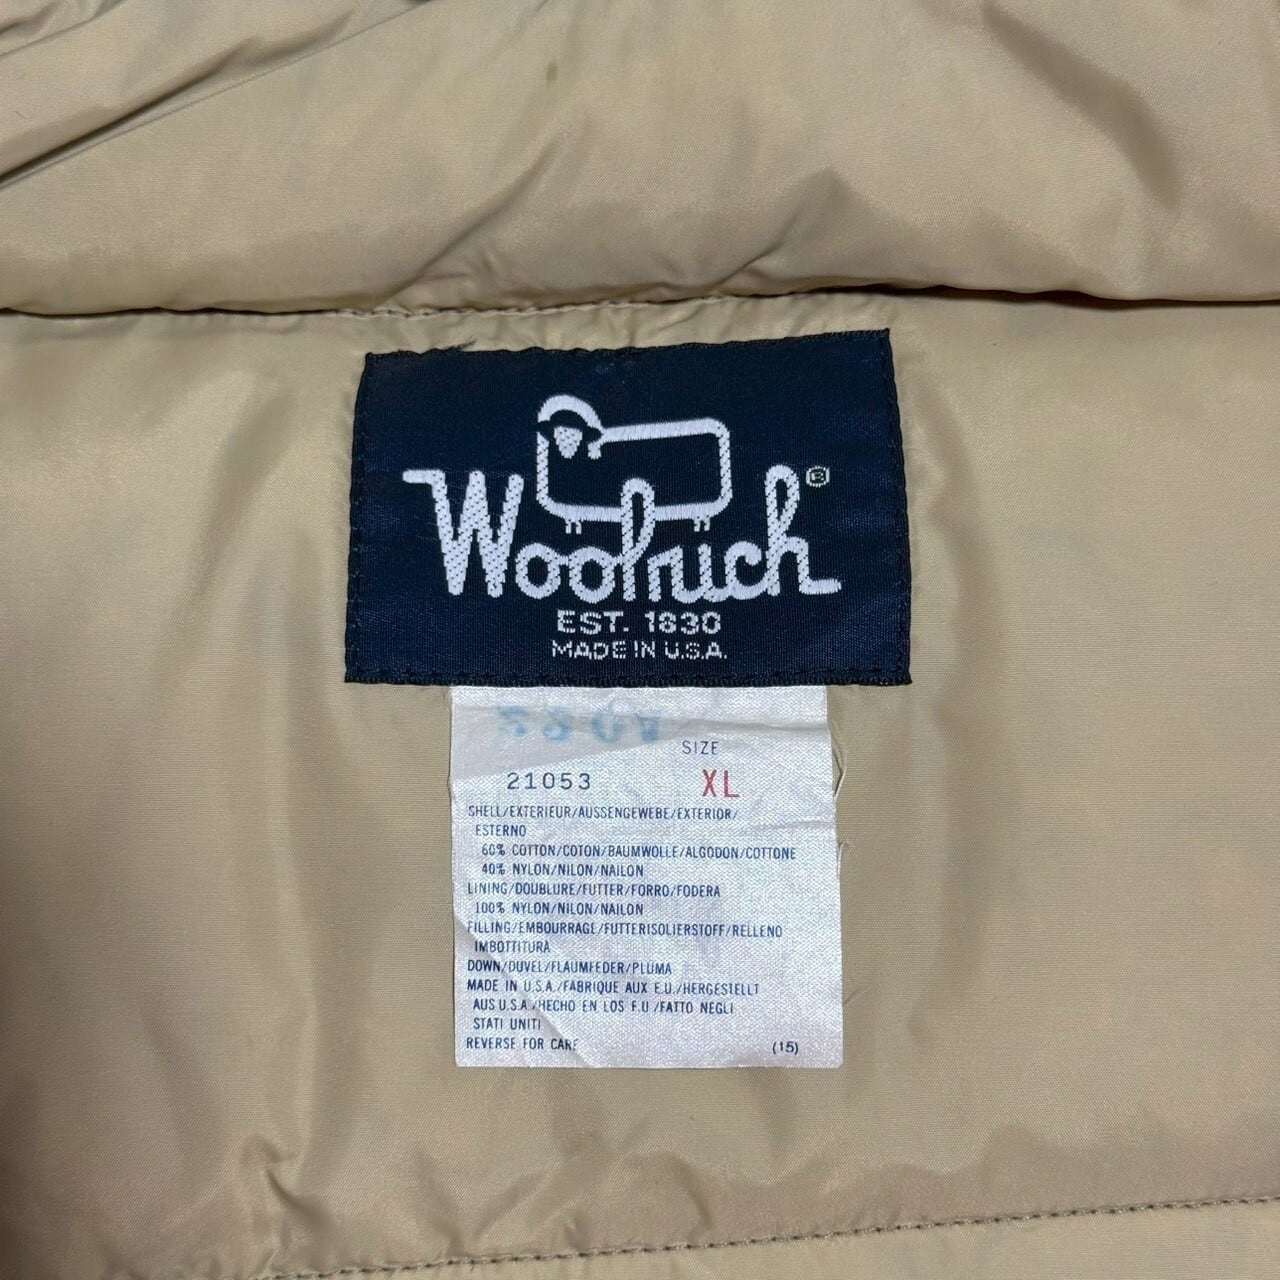 Woolrich®
EST. 1830
MADE IN U.S.A.
SIZE
21053 XL
SHELL/EXTERIEUR/AUSSENGEWEBE/EXTERIOR/
ESTERNO
60% COTTON/COTON/BAUMWOLLE/ALGODON/COTTONE
40% NYLON/NILON/NAILON
LINING/DOUBLURE/FUTTER/FORRO/FODERA
100% NYLON/NILON/NAILON
FILLING/EMBOURRAGE/FUTTERISOLIERSTOFF/RELLENO
IMBOTTITURA
DOWN/DUVEL/FLAUMFEDER/PLUMA
MADE IN U.S.A./FABRIQUE AUX E.U./HERGESTELLT
AUS U.S.A./HECHO EN LOS F.U./FATTO NEGLI
STATI UNITI
REVERSE FOR CARE (15)